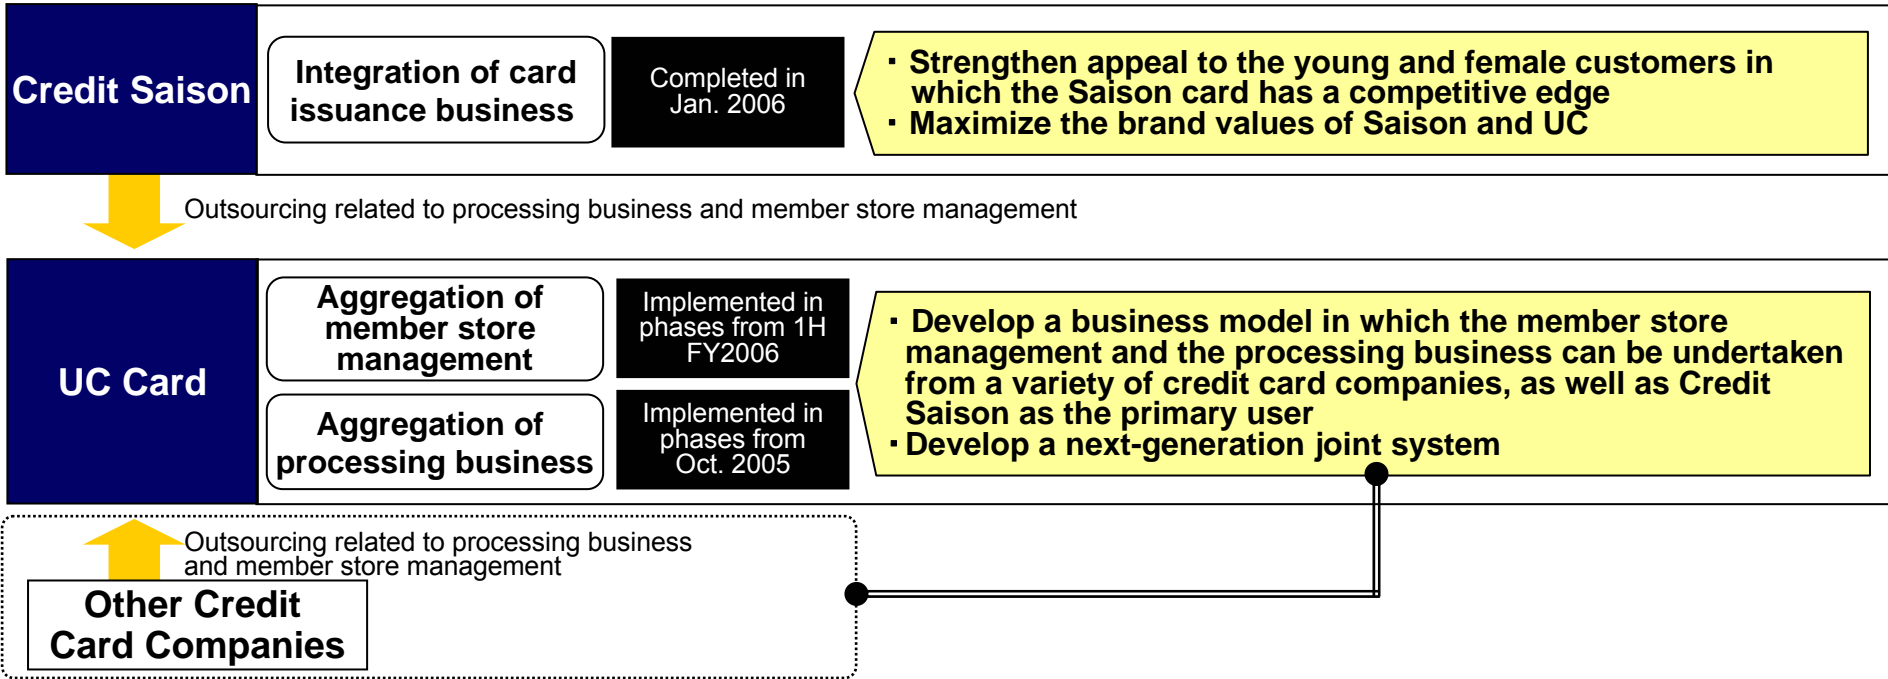 Credit Saison
Integration of card
issuance business
Completed in
Jan. 2006
・Strengthen appeal to the young and female customers in
which the Saison card has a competitive edge
・Maximize the brand values of Saison and UC
Outsourcing related to processing business and member store management
UC Card
Aggregation of
member store
management
Implemented in
phases from 1H
FY2006
Aggregation of
processing business
Implemented in
phases from
Oct. 2005
・Develop a business model in which the member store
management and the processing business can be undertaken
from a variety of credit card companies, as well as Credit
Saison as the primary user
・Develop a next-generation joint system
Outsourcing related to processing business
and member store management
Other Credit
Card Companies